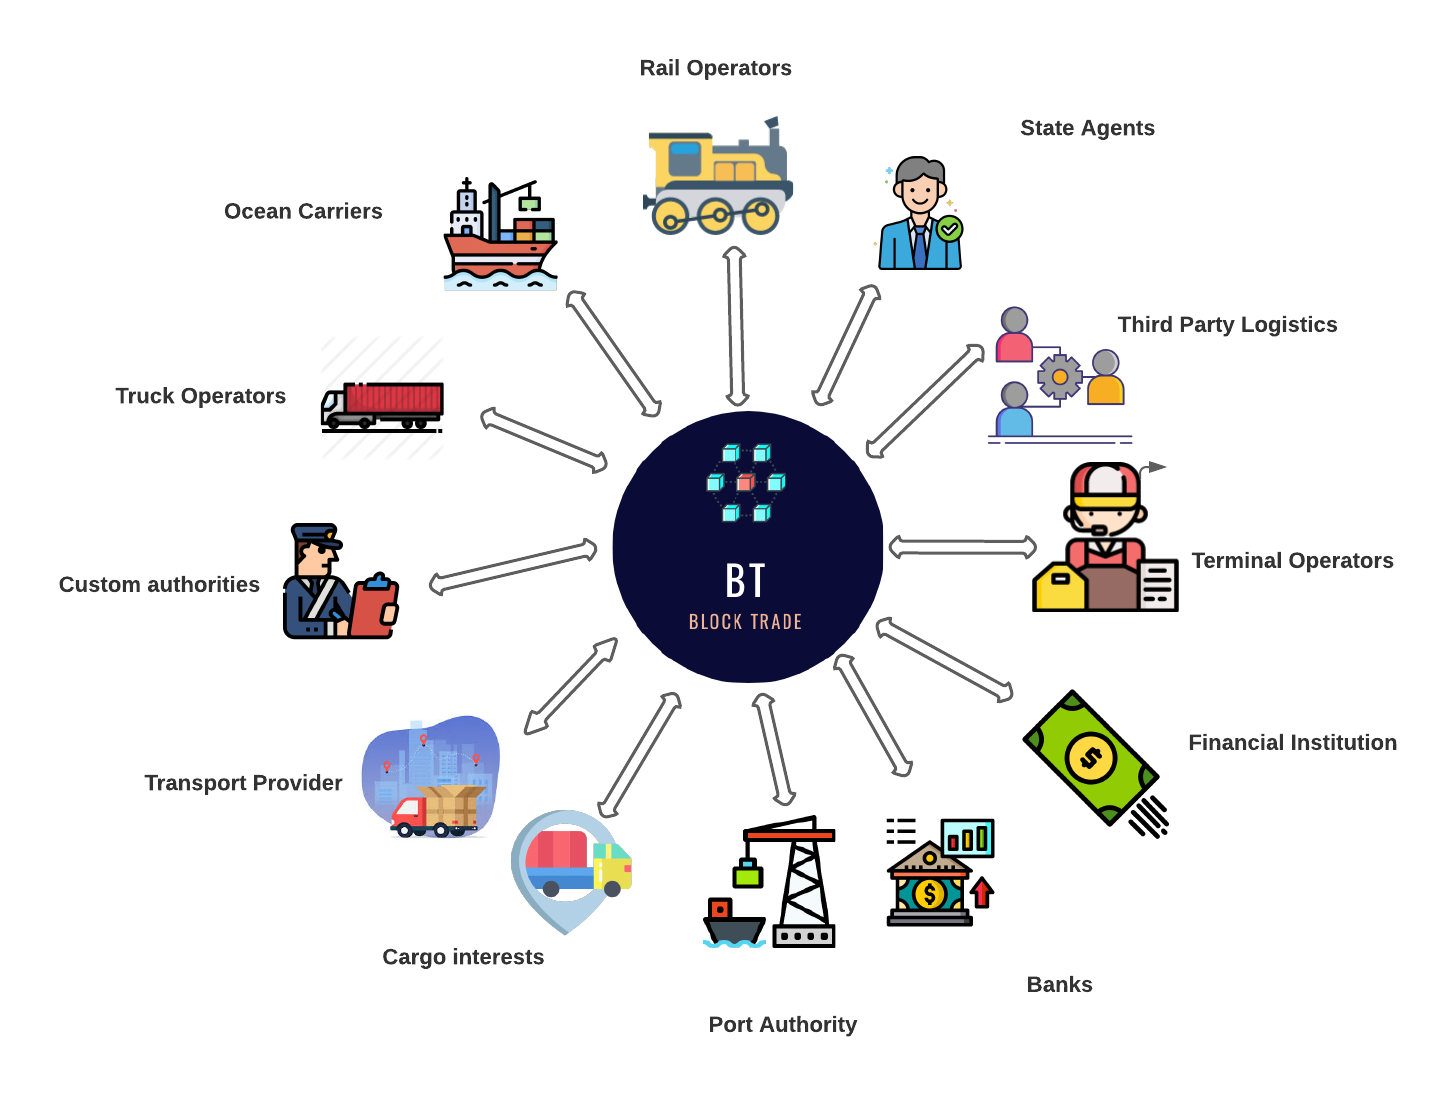 Rail Operators
State Agents
Ocean Carriers
Third Party Logistics
Truck Operators
Terminal Operators
Custom authorities
BT
BLOCK TRADE
Financial Institution
Transport Provider
Cargo interests
Banks
Port Authority